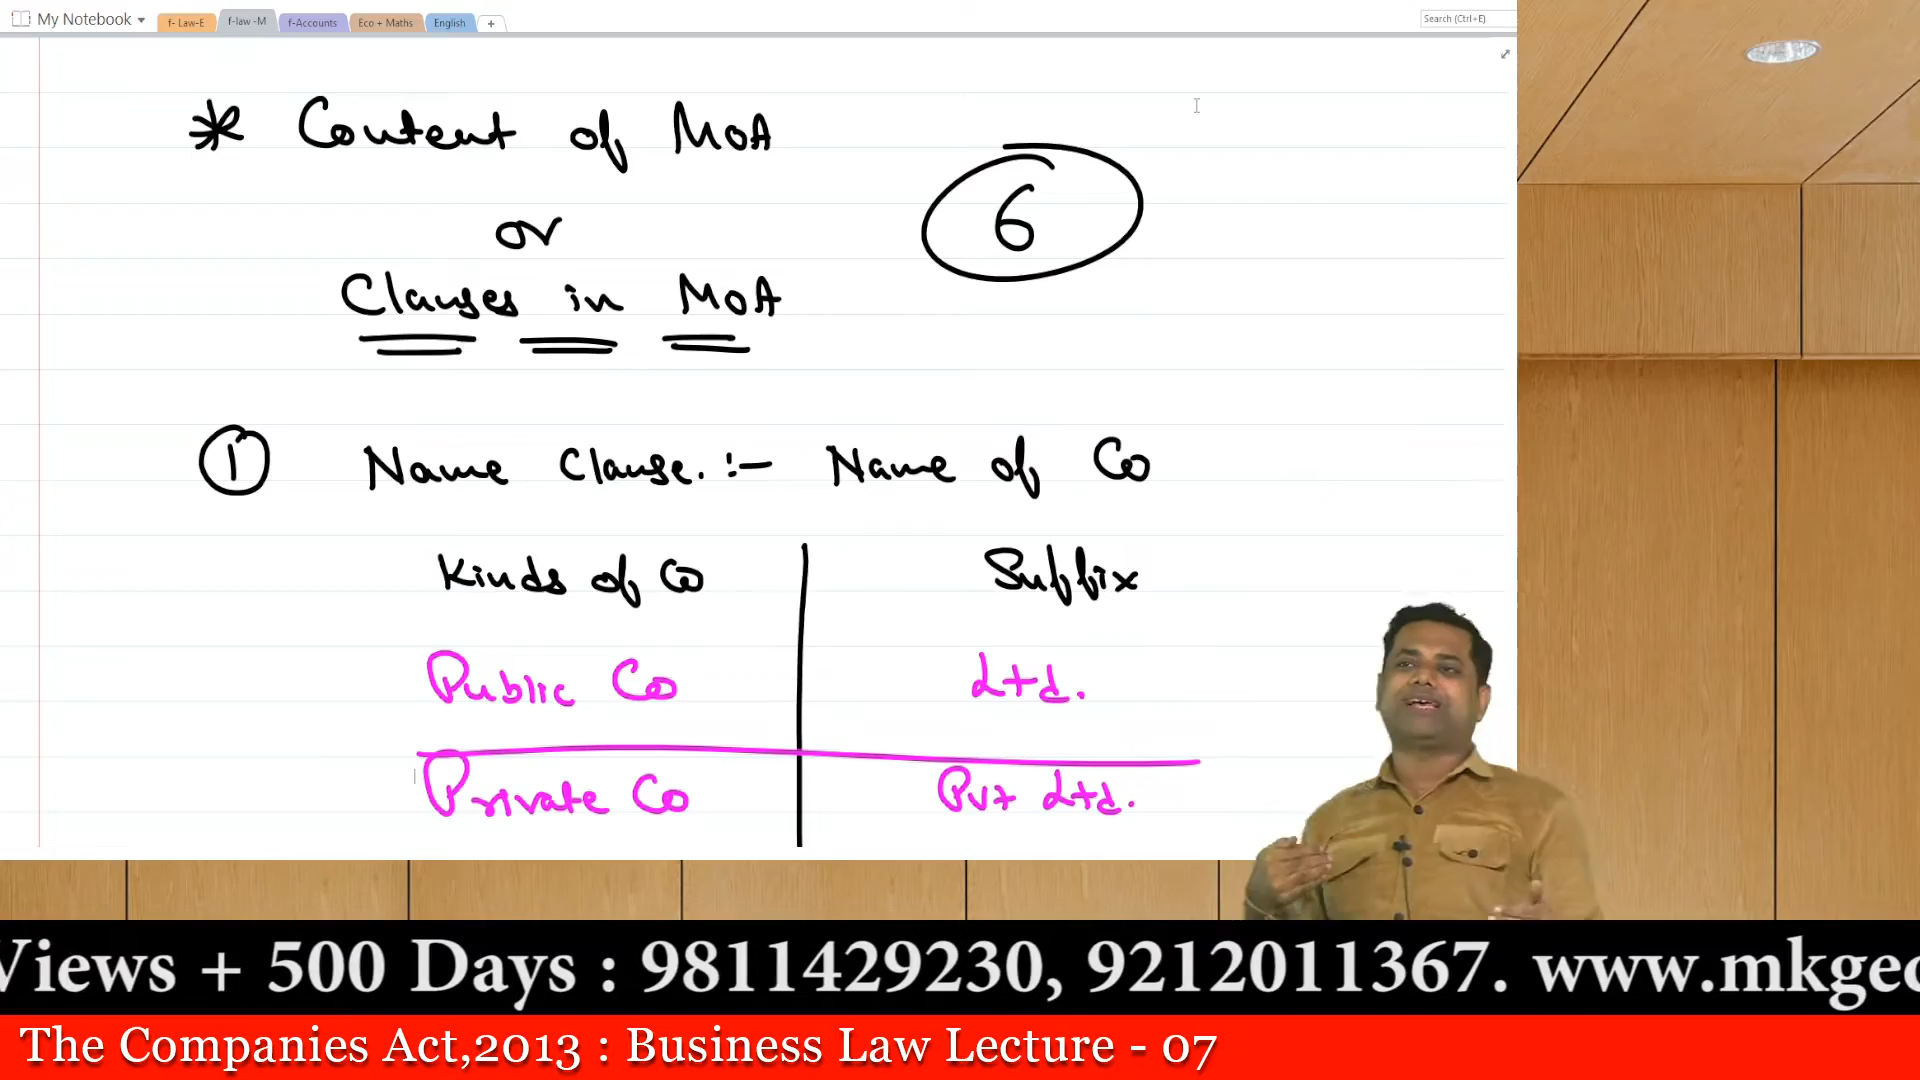 My Notebook
f- Law-E
f-law -M
f-Accounts
Eco + Maths
English
+
Search (Ctrl+E)
* Content of MOA
or
6
Clauses in MOA
1 Name Clause. :- Name of Co
Kinds of Co Suffix
Public Co Ltd.
Private Co Pvt Ltd.
Views + 500 Days : 9811429230, 9212011367. www.mkged
The Companies Act,2013 : Business Law Lecture - 07